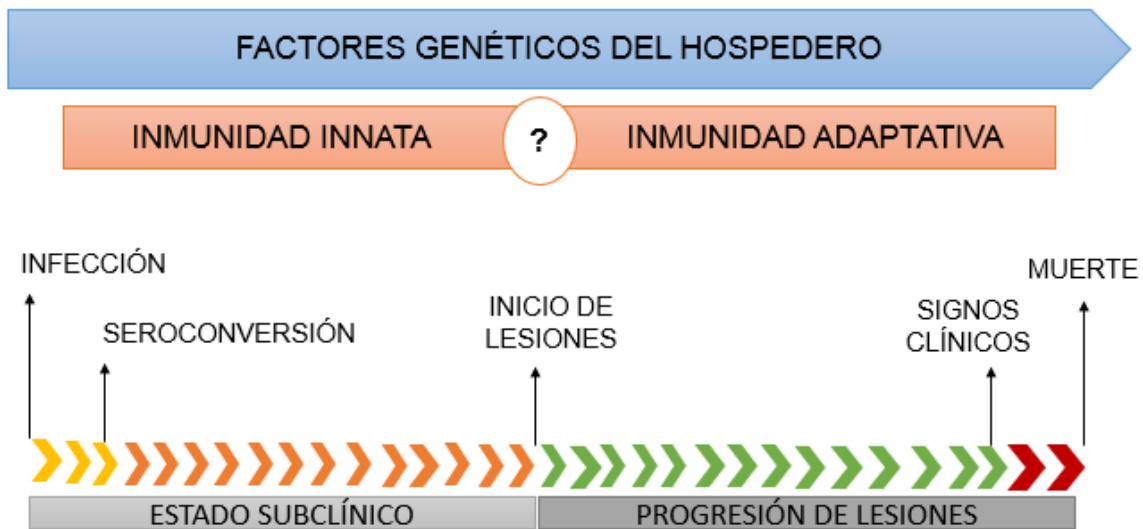 FACTORES GENÉTICOS DEL HOSPEDERO
INMUNIDAD INNATA
?
INMUNIDAD ADAPTATIVA
INFECCIÓN
SEROCONVERSIÓN
INICIO DE
LESIONES
SIGNOS
CLÍNICOS
MUERTE
ESTADO SUBCLÍNICO
PROGRESIÓN DE LESIONES